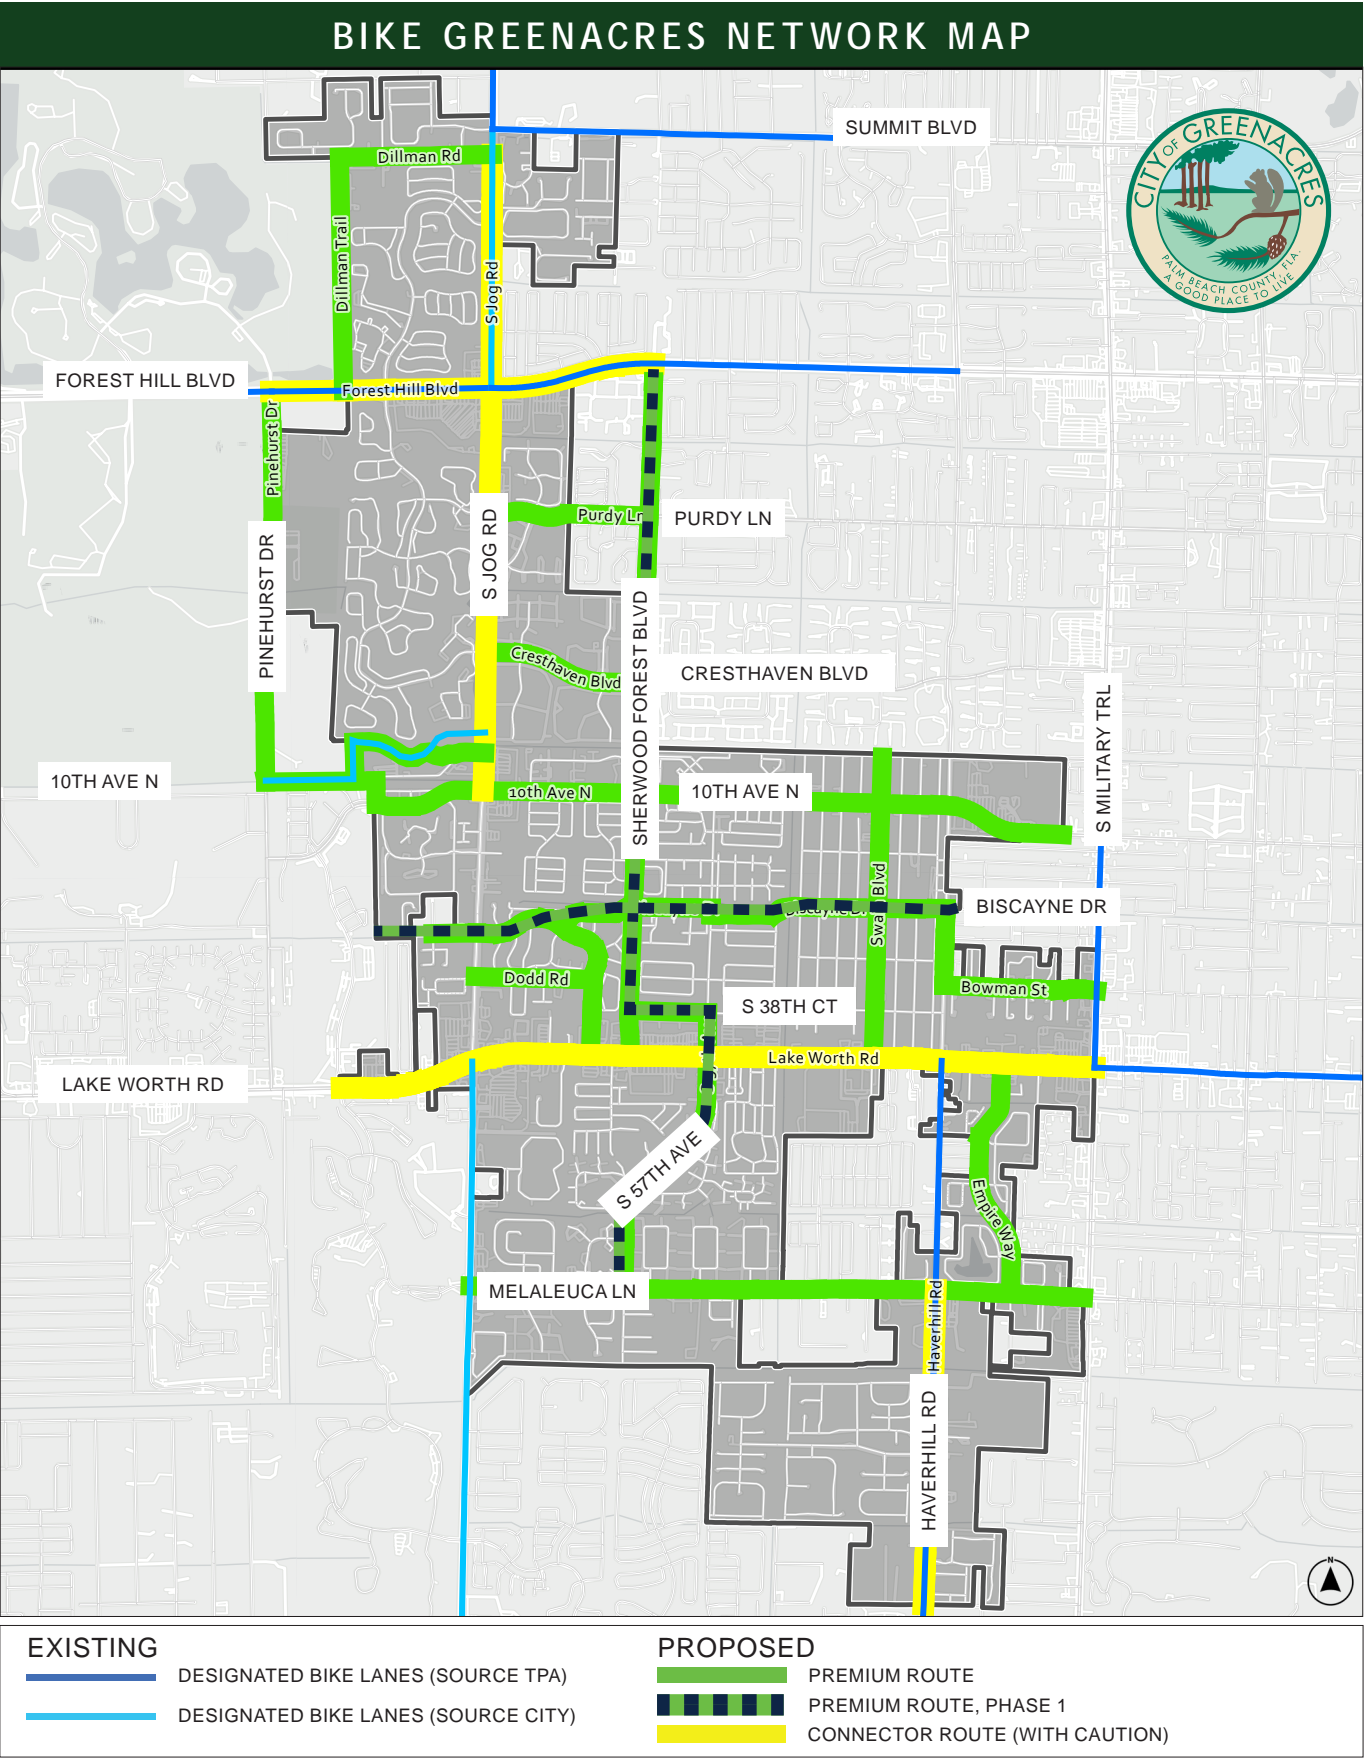 BIKE GREENACRES NETWORK MAP
SUMMIT BLVD
CITY OF GREENACRES
PALM BEACH COUNTY, FLA.
A GOOD PLACE TO LIVE
Dillman Rd
Dillman Trail
S Jog Rd
FOREST HILL BLVD
Forest Hill Blvd
Pinehurst Dr
PINEHURST DR
S JOG RD
Purdy Ln
PURDY LN
SHERWOOD FOREST BLVD
Cresthaven Blvd
CRESTHAVEN BLVD
S MILITARY TRL
10TH AVE N
10th Ave N
10TH AVE N
Swain Blvd
Biscayne Dr
BISCAYNE DR
Dodd Rd
Bowman St
S 38TH CT
Lake Worth Rd
LAKE WORTH RD
S 57TH AVE
Empire Way
MELALEUCA LN
Haverhill Rd
HAVERHILL RD
N
EXISTING
DESIGNATED BIKE LANES (SOURCE TPA)
DESIGNATED BIKE LANES (SOURCE CITY)
PROPOSED
PREMIUM ROUTE
PREMIUM ROUTE, PHASE 1
CONNECTOR ROUTE (WITH CAUTION)